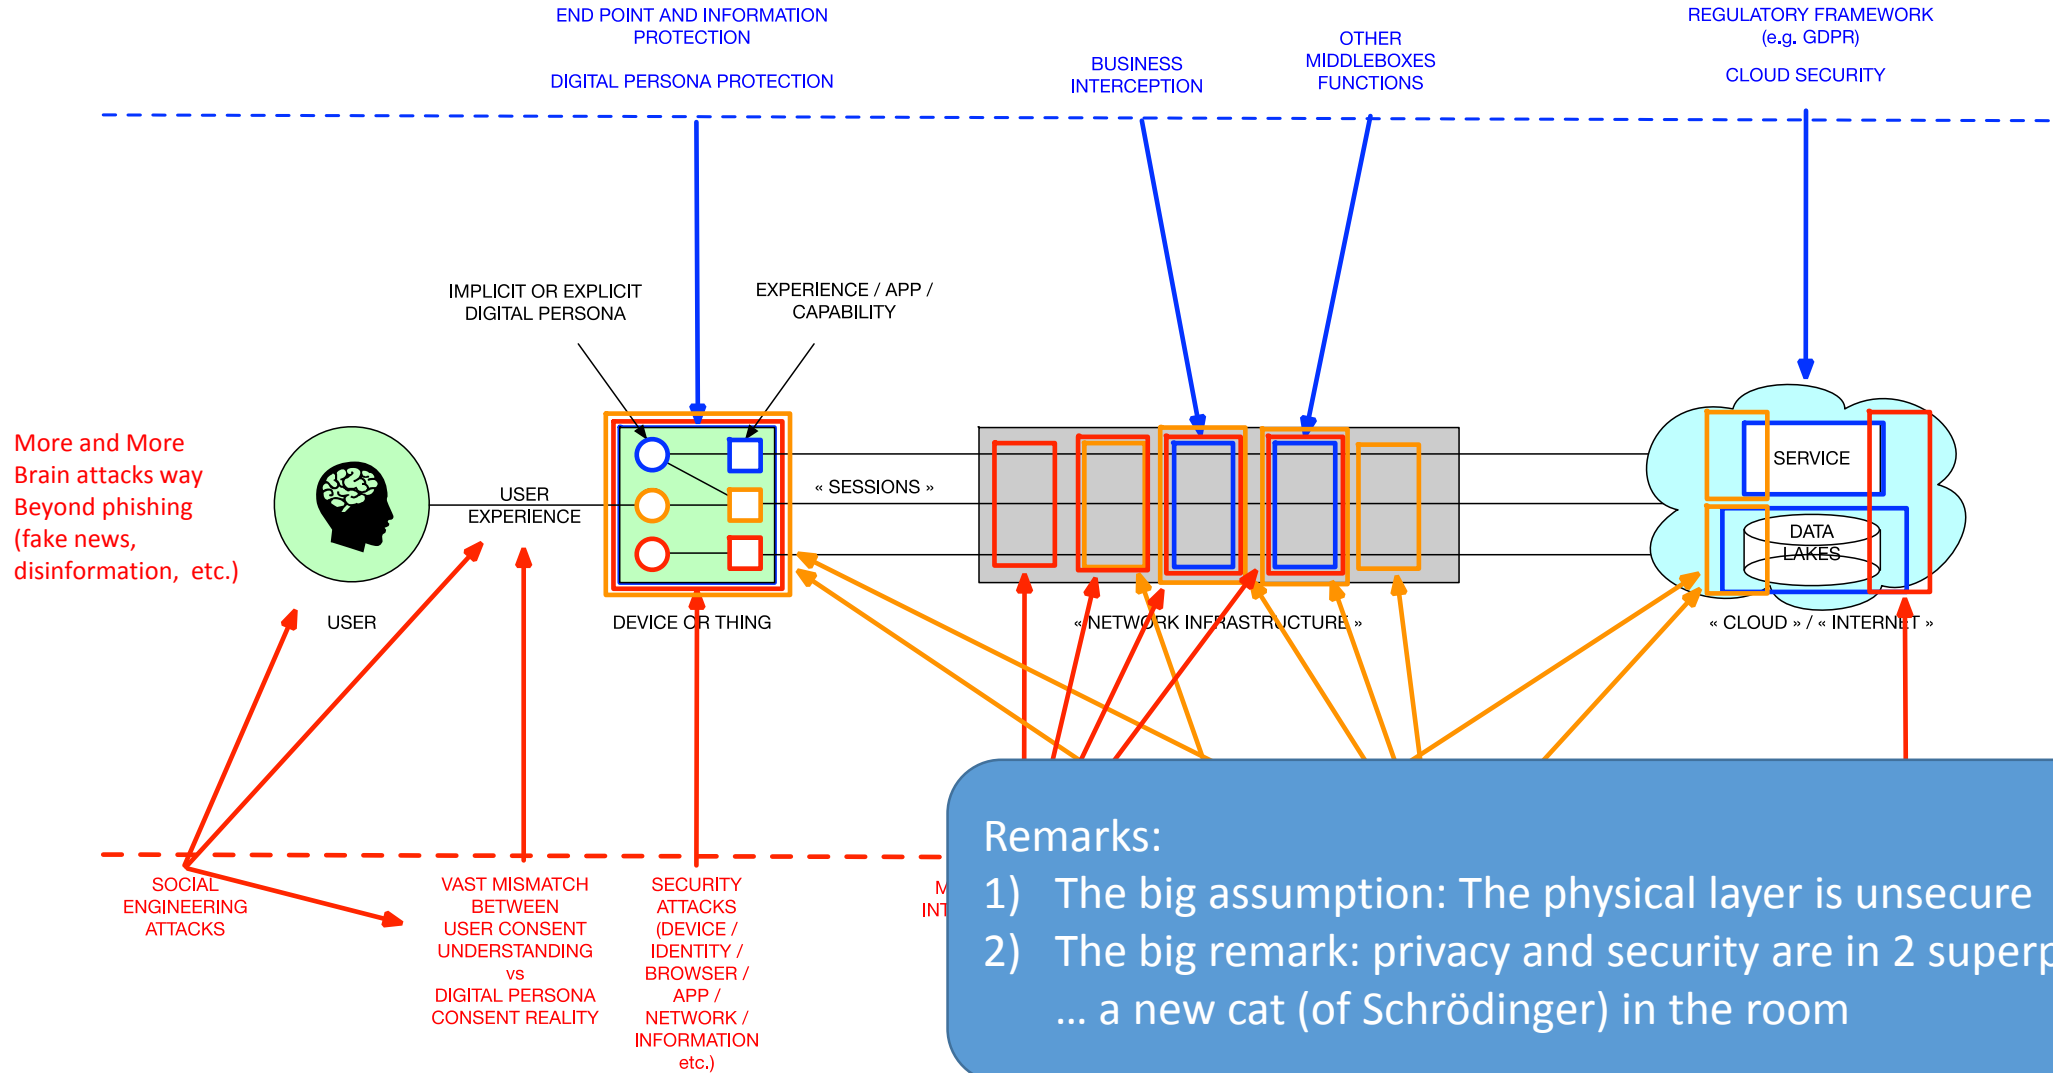 END POINT AND INFORMATION
PROTECTION
DIGITAL PERSONA PROTECTION
BUSINESS
INTERCEPTION
OTHER
MIDDLEBOXES
FUNCTIONS
REGULATORY FRAMEWORK
(e.g. GDPR)
CLOUD SECURITY
IMPLICIT OR EXPLICIT
DIGITAL PERSONA
EXPERIENCE / APP /
CAPABILITY
More and More
Brain attacks way
Beyond phishing
(fake news,
disinformation, etc.)
USER
USER
EXPERIENCE
DEVICE OR THING
« SESSIONS »
« NETWORK INFRASTRUCTURE »
SERVICE
DATA
LAKES
« CLOUD » / « INTERNET »
SOCIAL
ENGINEERING
ATTACKS
VAST MISMATCH
BETWEEN
USER CONSENT
UNDERSTANDING
vs
DIGITAL PERSONA
CONSENT REALITY
SECURITY
ATTACKS
(DEVICE /
IDENTITY /
BROWSER /
APP /
NETWORK /
INFORMATION
etc.)
Remarks:
1) The big assumption: The physical layer is unsecure
2) The big remark: privacy and security are in 2
... a new cat (of Schrödinger) in the room